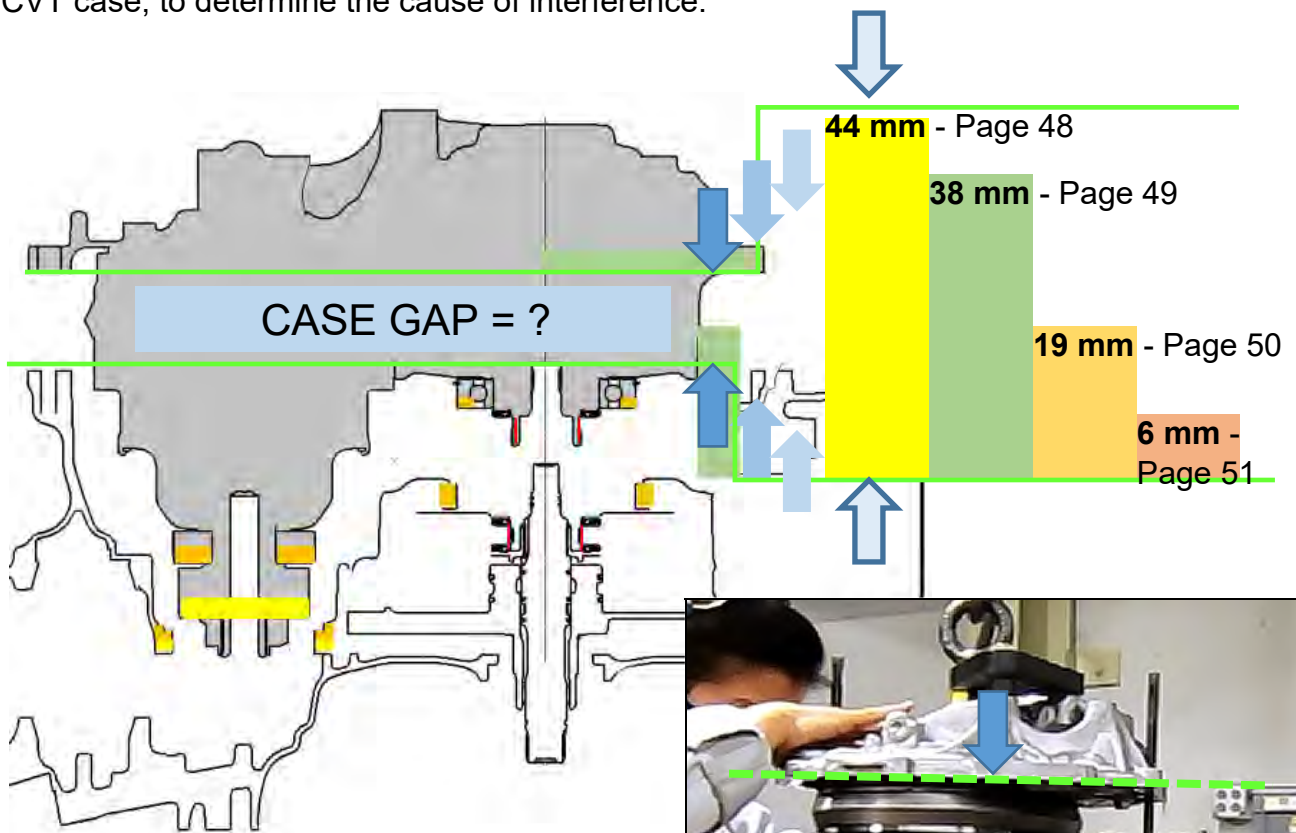 CVT case, to determine the cause of interference.
44 mm - Page 48
38 mm - Page 49
CASE GAP = ?
19 mm - Page 50
6 mm -
Page 51